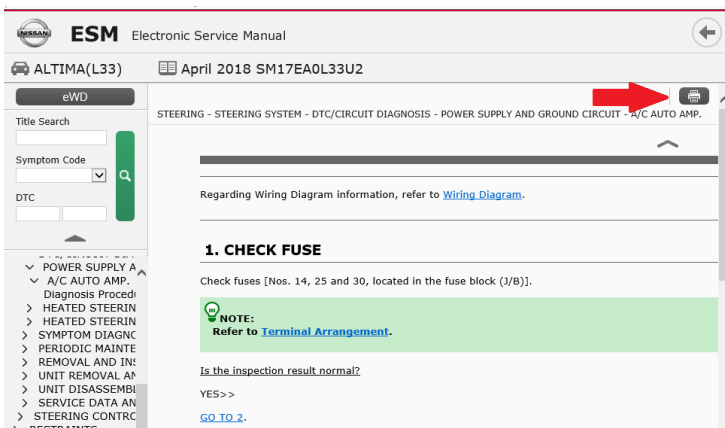 NISSAN
ESM Electronic Service Manual
ALTIMA(L33) April 2018 SM17EA0L33U2
eWD
Title Search
Symptom Code
DTC
POWER SUPPLY A
A/C AUTO AMP.
Diagnosis Procedu
HEATED STEERIN
HEATED STEERIN
SYMPTOM DIAGNO
PERIODIC MAINTE
REMOVAL AND INS
UNIT REMOVAL AN
UNIT DISASSEMBL
SERVICE DATA AN
STEERING CONTRO
RESTRAINTS
STEERING - STEERING SYSTEM - DTC/CIRCUIT DIAGNOSIS - POWER SUPPLY AND GROUND CIRCUIT - A/C AUTO AMP.
Regarding Wiring Diagram information, refer to Wiring Diagram.
1. CHECK FUSE
Check fuses [Nos. 14, 25 and 30, located in the fuse block (J/B)].
NOTE:
Refer to Terminal Arrangement.
Is the inspection result normal?
YES>>
GO TO 2.